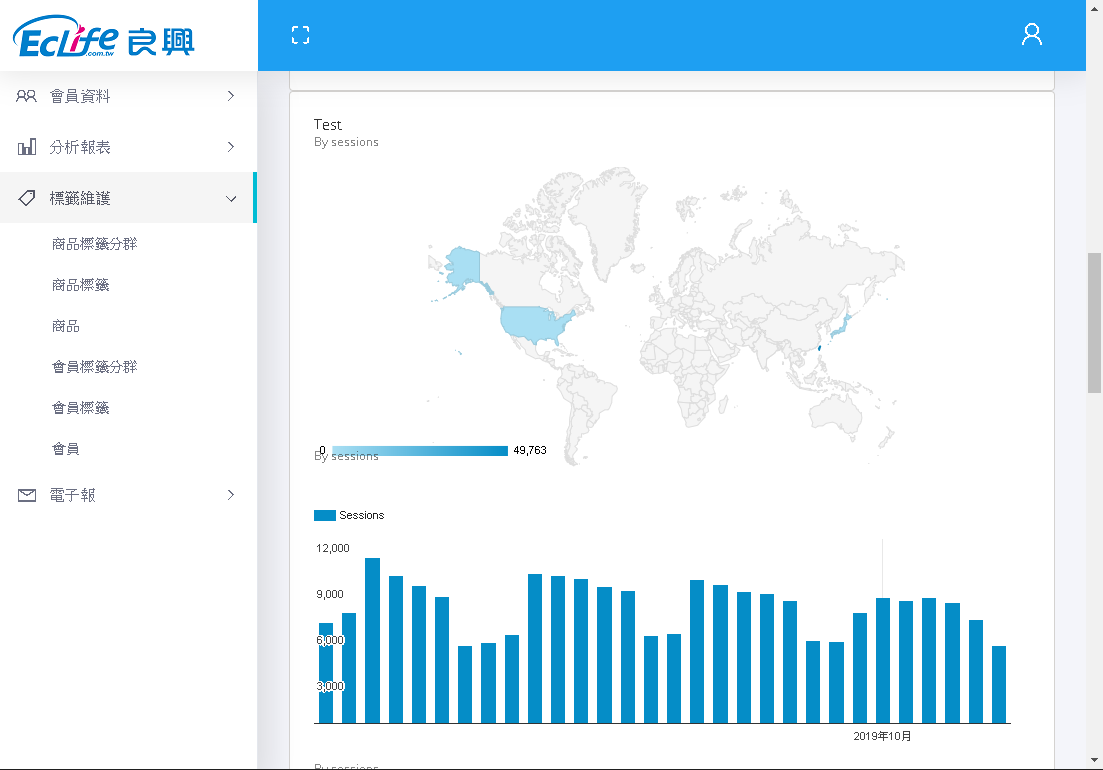 EcLife 良興
.com.tw
會員資料
分析報表
標籤維護
商品標籤分群
商品標籤
商品
會員標籤分群
會員標籤
會員
電子報
Test
By sessions
0
49,763
By sessions
Sessions
12,000
9,000
6,000
3,000
2019年10月
By sessions